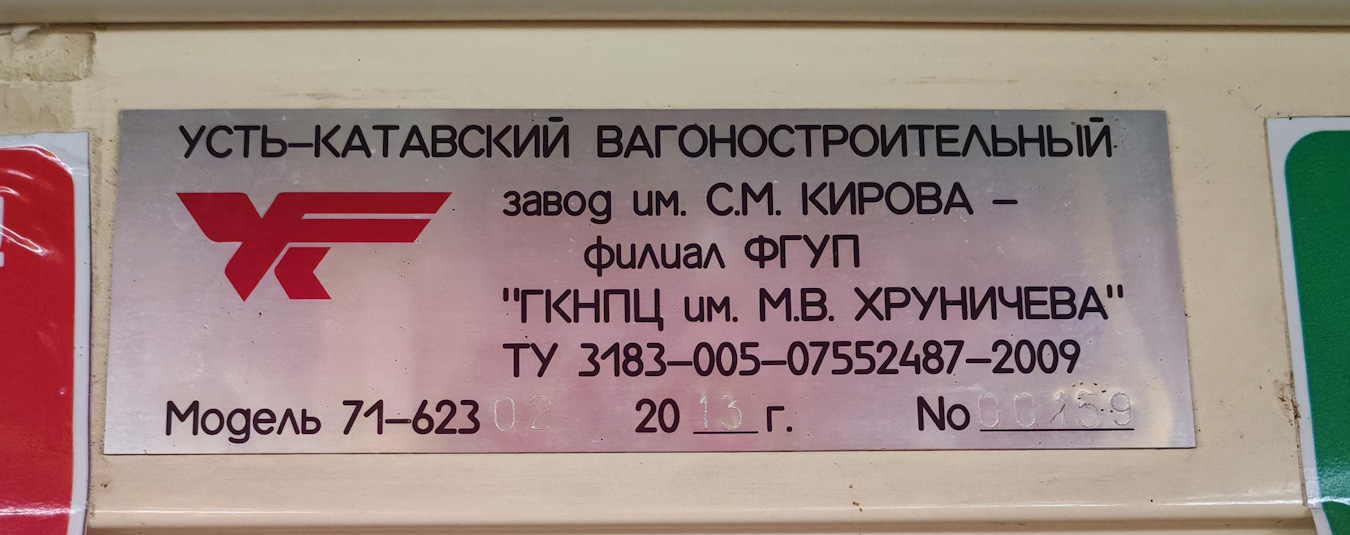 УСТЬ-КАТАВСКИЙ ВАГОНОСТРОИТЕЛЬНЫЙ
завод им. С.М. КИРОВА –
филиал ФГУП
"ГКНПЦ им. М.В. ХРУНИЧЕВА"
ТУ 3183-005-07552487-2009
Модель 71-623 02 20 13 г. No 00159